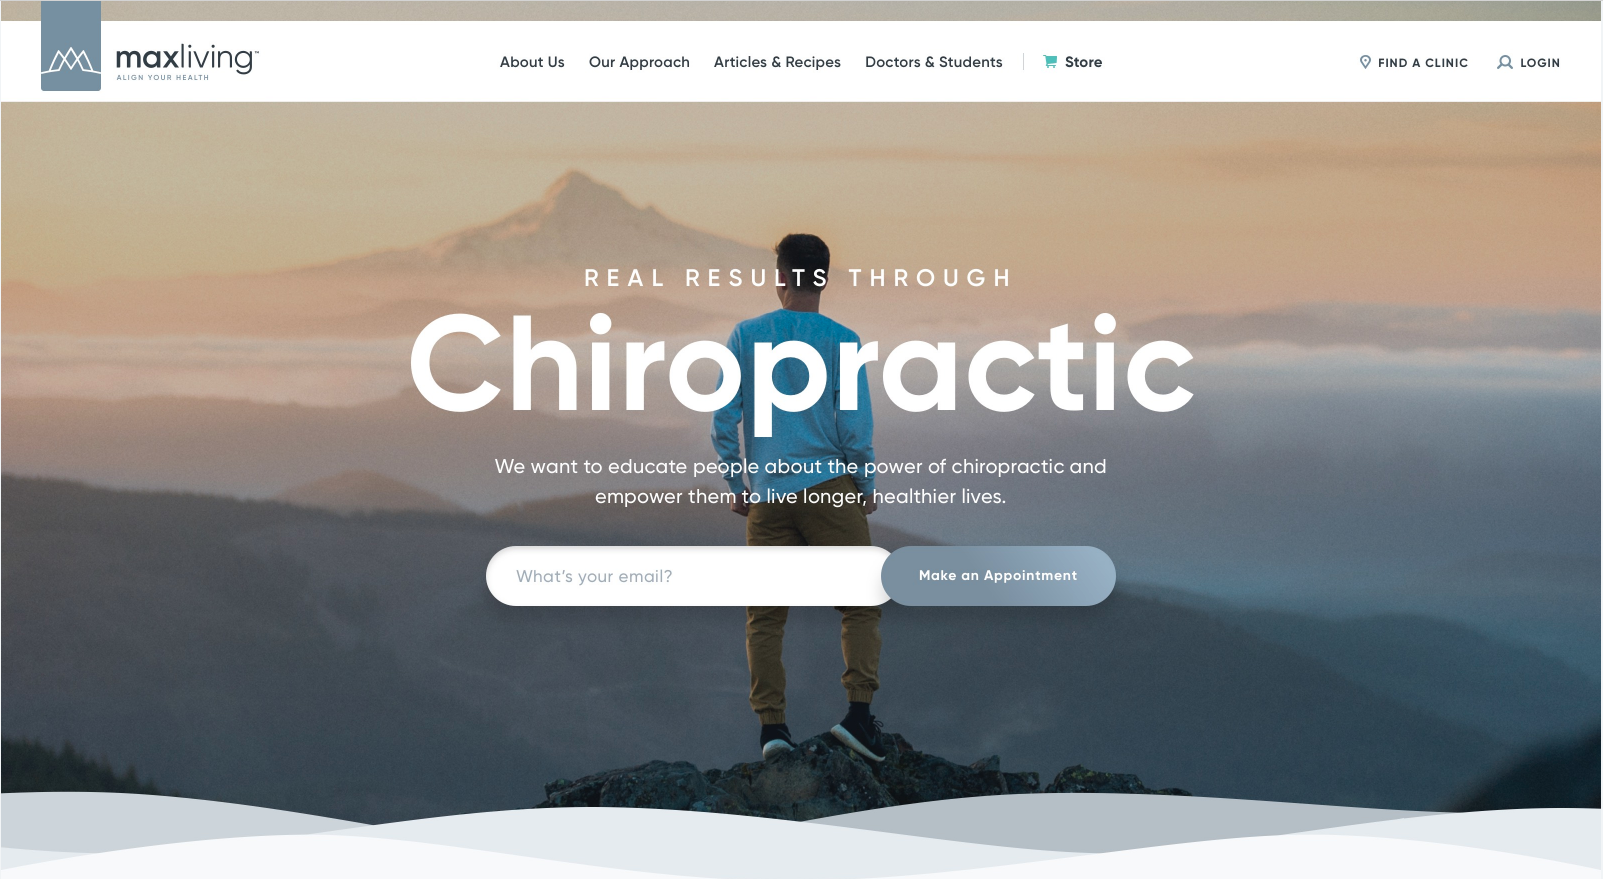 maxliving™
ALIGN YOUR HEALTH
About Us
Our Approach
Articles & Recipes
Doctors & Students
Store
FIND A CLINIC
LOGIN
REAL RESULTS THROUGH
Chiropractic
We want to educate people about the power of chiropractic and
empower them to live longer, healthier lives.
What's your email?
Make an Appointment